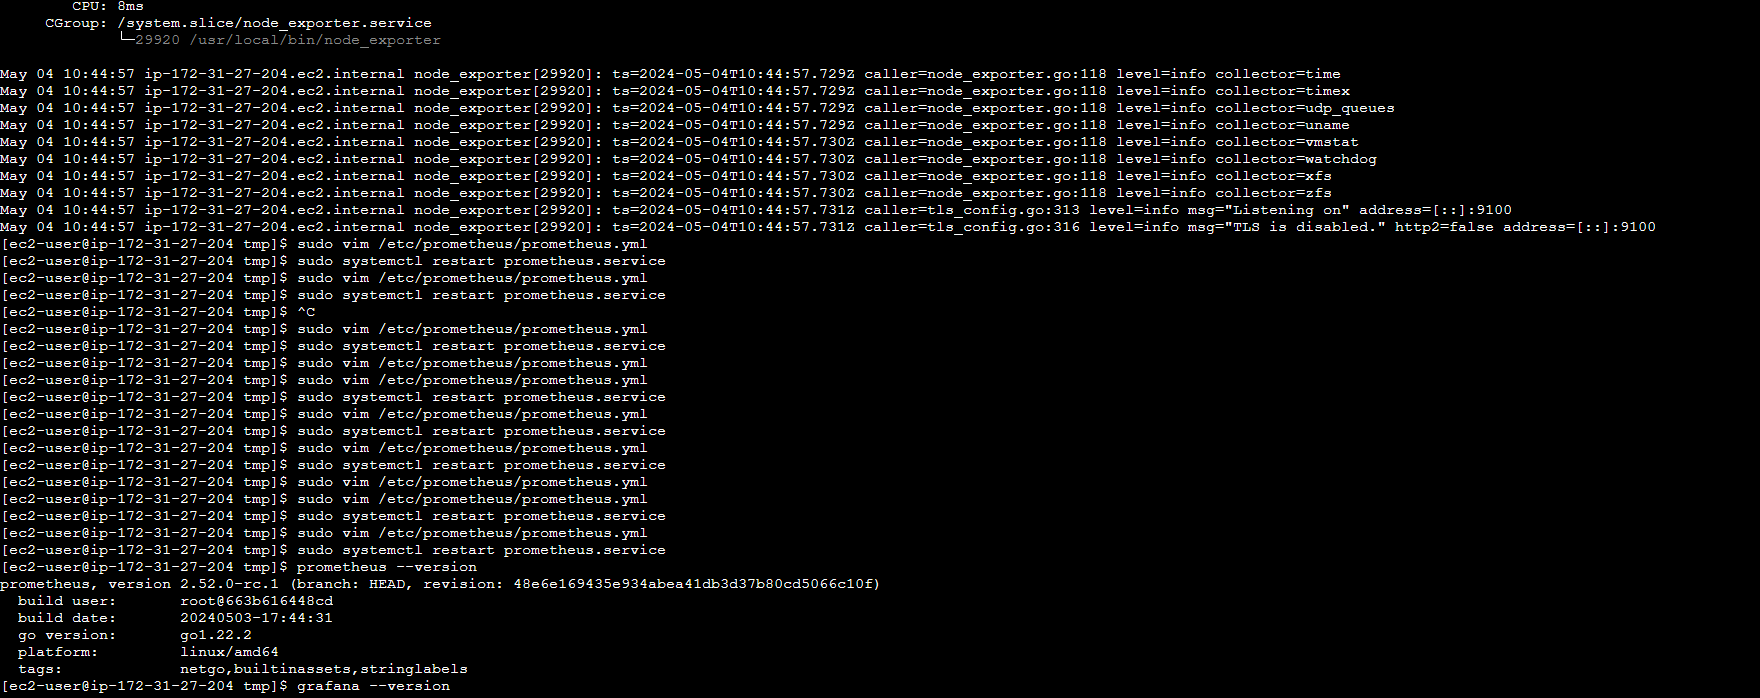 CPU: 8ms
CGroup: /system.slice/node_exporter.service
└─29920 /usr/local/bin/node_exporter
May 04 10:44:57 ip-172-31-27-204.ec2.internal node_exporter[29920]: ts=2024-05-04T10:44:57.729Z caller=node_exporter.go:118 level=info collector=time
May 04 10:44:57 ip-172-31-27-204.ec2.internal node_exporter[29920]: ts=2024-05-04T10:44:57.729Z caller=node_exporter.go:118 level=info collector=timex
May 04 10:44:57 ip-172-31-27-204.ec2.internal node_exporter[29920]: ts=2024-05-04T10:44:57.729Z caller=node_exporter.go:118 level=info collector=udp_queues
May 04 10:44:57 ip-172-31-27-204.ec2.internal node_exporter[29920]: ts=2024-05-04T10:44:57.729Z caller=node_exporter.go:118 level=info collector=uname
May 04 10:44:57 ip-172-31-27-204.ec2.internal node_exporter[29920]: ts=2024-05-04T10:44:57.730Z caller=node_exporter.go:118 level=info collector=vmstat
May 04 10:44:57 ip-172-31-27-204.ec2.internal node_exporter[29920]: ts=2024-05-04T10:44:57.730Z caller=node_exporter.go:118 level=info collector=watchdog
May 04 10:44:57 ip-172-31-27-204.ec2.internal node_exporter[29920]: ts=2024-05-04T10:44:57.730Z caller=node_exporter.go:118 level=info collector=xfs
May 04 10:44:57 ip-172-31-27-204.ec2.internal node_exporter[29920]: ts=2024-05-04T10:44:57.730Z caller=node_exporter.go:118 level=info collector=zfs
May 04 10:44:57 ip-172-31-27-204.ec2.internal node_exporter[29920]: ts=2024-05-04T10:44:57.731Z caller=tls_config.go:313 level=info msg="Listening on" address=[::]:9100
May 04 10:44:57 ip-172-31-27-204.ec2.internal node_exporter[29920]: ts=2024-05-04T10:44:57.731Z caller=tls_config.go:316 level=info msg="TLS is disabled." http2=false address=[::]:9100
[ec2-user@ip-172-31-27-204 tmp]$ sudo vim /etc/prometheus/prometheus.yml
[ec2-user@ip-172-31-27-204 tmp]$ sudo systemctl restart prometheus.service
[ec2-user@ip-172-31-27-204 tmp]$ sudo vim /etc/prometheus/prometheus.yml
[ec2-user@ip-172-31-27-204 tmp]$ sudo systemctl restart prometheus.service
[ec2-user@ip-172-31-27-204 tmp]$ ^C
[ec2-user@ip-172-31-27-204 tmp]$ sudo vim /etc/prometheus/prometheus.yml
[ec2-user@ip-172-31-27-204 tmp]$ sudo systemctl restart prometheus.service
[ec2-user@ip-172-31-27-204 tmp]$ sudo vim /etc/prometheus/prometheus.yml
[ec2-user@ip-172-31-27-204 tmp]$ sudo vim /etc/prometheus/prometheus.yml
[ec2-user@ip-172-31-27-204 tmp]$ sudo systemctl restart prometheus.service
[ec2-user@ip-172-31-27-204 tmp]$ sudo vim /etc/prometheus/prometheus.yml
[ec2-user@ip-172-31-27-204 tmp]$ sudo systemctl restart prometheus.service
[ec2-user@ip-172-31-27-204 tmp]$ sudo vim /etc/prometheus/prometheus.yml
[ec2-user@ip-172-31-27-204 tmp]$ sudo systemctl restart prometheus.service
[ec2-user@ip-172-31-27-204 tmp]$ sudo vim /etc/prometheus/prometheus.yml
[ec2-user@ip-172-31-27-204 tmp]$ sudo vim /etc/prometheus/prometheus.yml
[ec2-user@ip-172-31-27-204 tmp]$ sudo systemctl restart prometheus.service
[ec2-user@ip-172-31-27-204 tmp]$ sudo vim /etc/prometheus/prometheus.yml
[ec2-user@ip-172-31-27-204 tmp]$ sudo systemctl restart prometheus.service
[ec2-user@ip-172-31-27-204 tmp]$ prometheus --version
prometheus, version 2.52.0-rc.1 (branch: HEAD, revision: 48e6e169435e934abea41db3d37b80cd5066c10f)
build user: root@663b616448cd
build date: 20240503-17:44:31
go version: go1.22.2
platform: linux/amd64
tags: netgo,builtinassets,stringlabels
[ec2-user@ip-172-31-27-204 tmp]$ grafana --version